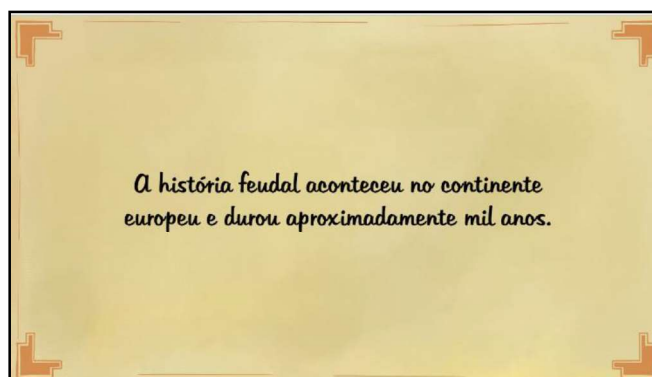 A história feudal aconteceu no continente
europeu e durou aproximadamente mil anos.